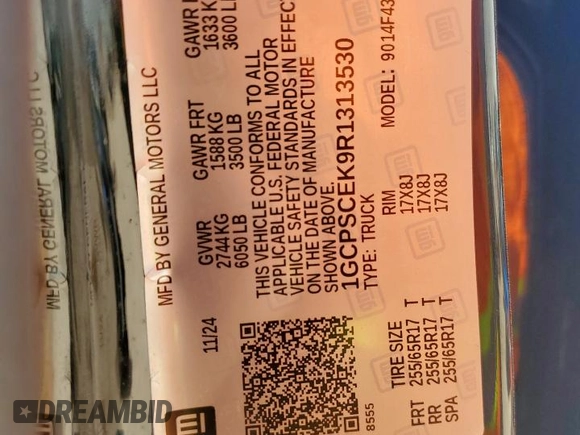 MFD BY GENERAL MOTORS LLC
11/24
GVWR
2744 KG
6050 LB
GAWR FRT
1588 KG
3500 LB
GAWR
1633 K
3600 LB
THIS VEHICLE CONFORMS TO ALL
APPLICABLE U.S. FEDERAL MOTOR
VEHICLE SAFETY STANDARDS IN EFFECT
ON THE DATE OF MANUFACTURE
SHOWN ABOVE.
1GCPSCEK9R1313530
TYPE: TRUCK
8555
9014F43
TIRE SIZE
RIM
FRT 255/65R17 T 17X8J
RR 255/65R17 T 17X8J
SPA 255/65R17 T 17X8J
gm
MFD BY GENERAL MOTORS LLC
DREAMBID